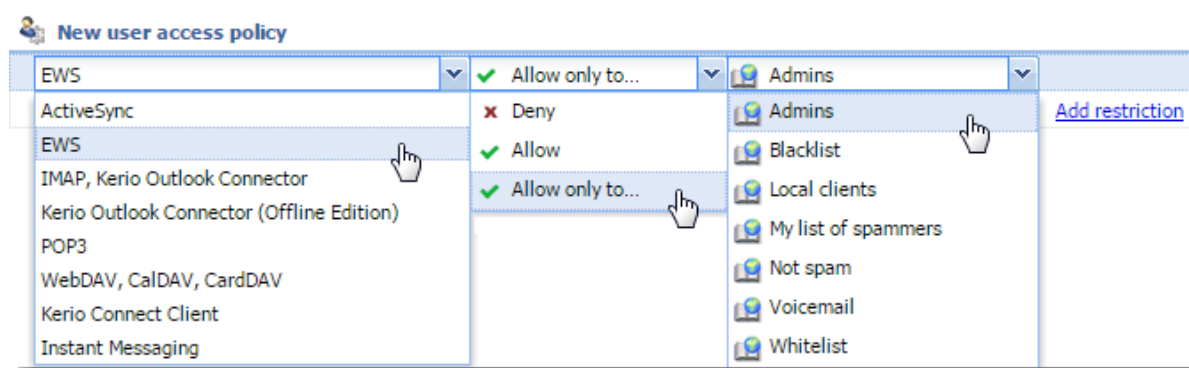 New user access policy
EWS
Allow only to...
Admins
ActiveSync
EWS
IMAP, Kerio Outlook Connector
Kerio Outlook Connector (Offline Edition)
POP3
WebDAV, CalDAV, CardDAV
Kerio Connect Client
Instant Messaging
Deny
Allow
Allow only to...
Admins
Blacklist
Local clients
My list of spammers
Not spam
Voicemail
Whitelist
Add restriction